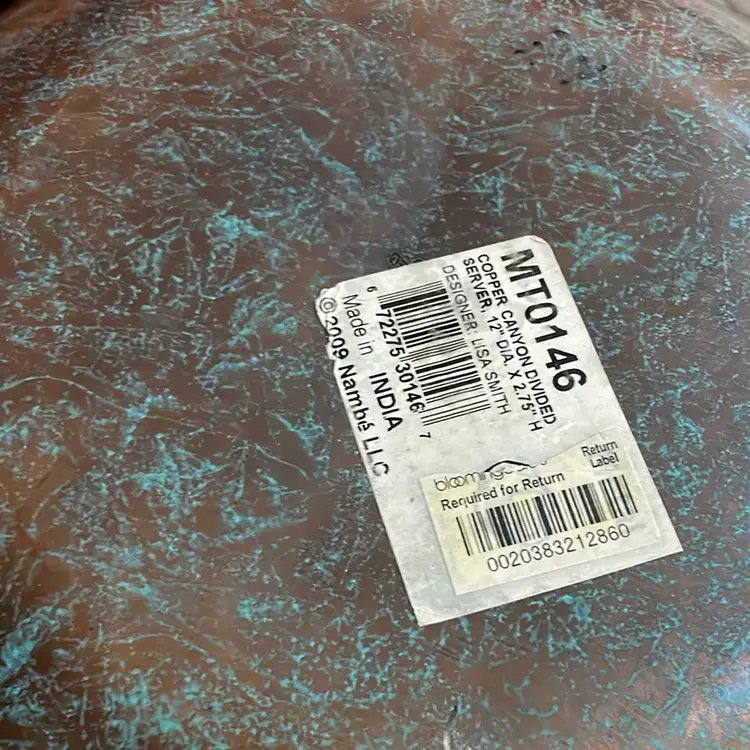 MT0146
COPPER CANYON DIVIDED
SERVER, 12" DIA. X 2.75" H
DESIGNER: LISA SMITH
6 72275 30146 7
Made in INDIA
© 2009 Nambé LLC
Return
Label
Required for Return
0020383212860